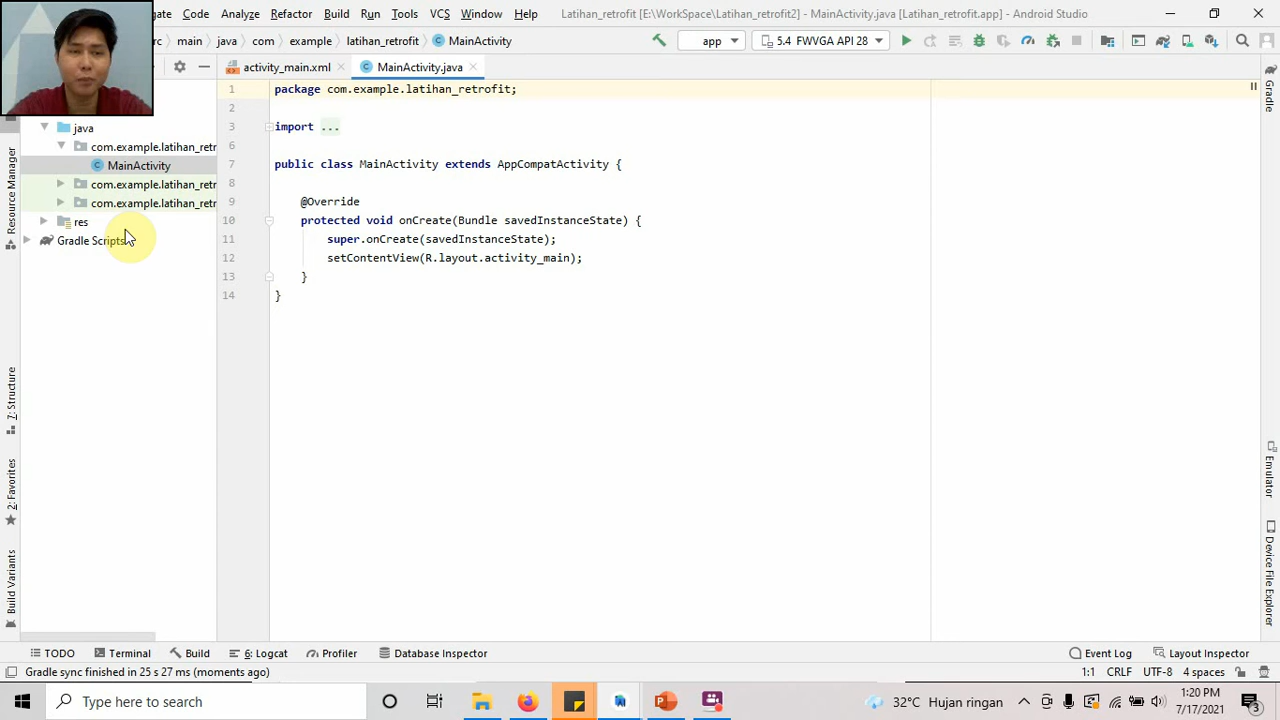 gate Code Analyze Refactor Build Run Tools VCS Window Help Latihan_retrofit [E:\WorkSpace\Latihan_retrofit2] - MainActivity.java [Latihan_retrofit.app] - Android Studio
rc main java com example latihan_retrofit MainActivity app 5.4 FWVGA API 28
activity_main.xml MainActivity.java
java
com.example.latihan_retr
MainActivity
com.example.latihan_retr
com.example.latihan_retr
res
Gradle Scripts
1 package com.example.latihan_retrofit;
2
3 import ...
6
7 public class MainActivity extends AppCompatActivity {
8
9 @Override
10 protected void onCreate(Bundle savedInstanceState) {
11 super.onCreate(savedInstanceState);
12 setContentView(R.layout.activity_main);
13 }
14 }
Resource Manager
7: Structure
2: Favorites
Build Variants
Gradle
Emulator
Device File Explorer
TODO Terminal Build 6: Logcat Profiler Database Inspector Event Log Layout Inspector
Gradle sync finished in 25 s 27 ms (moments ago) 1:1 CRLF UTF-8 4 spaces
Type here to search 32°C Hujan ringan 1:20 PM
7/17/2021 3